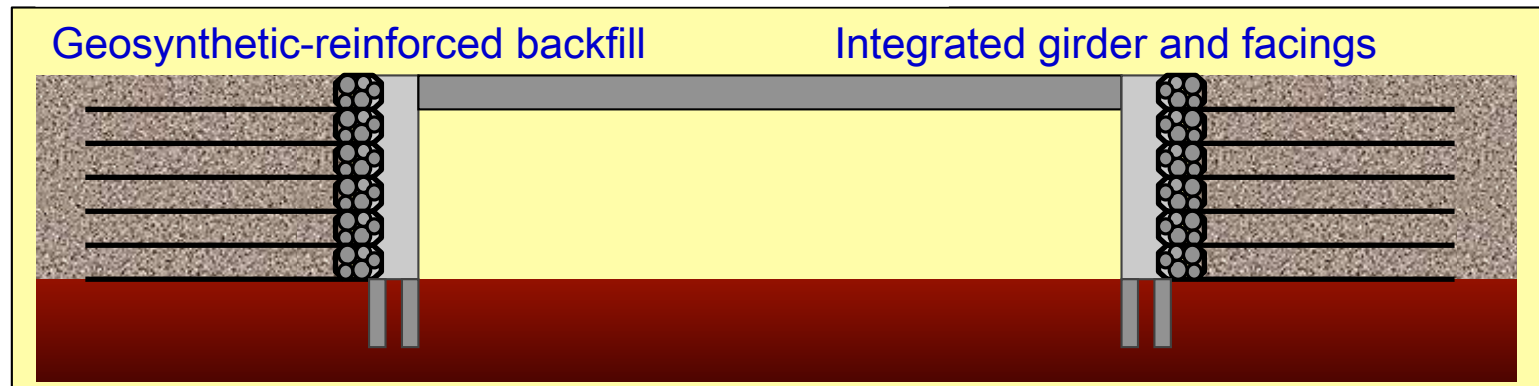 Geosynthetic-reinforced backfill
Integrated girder and facings